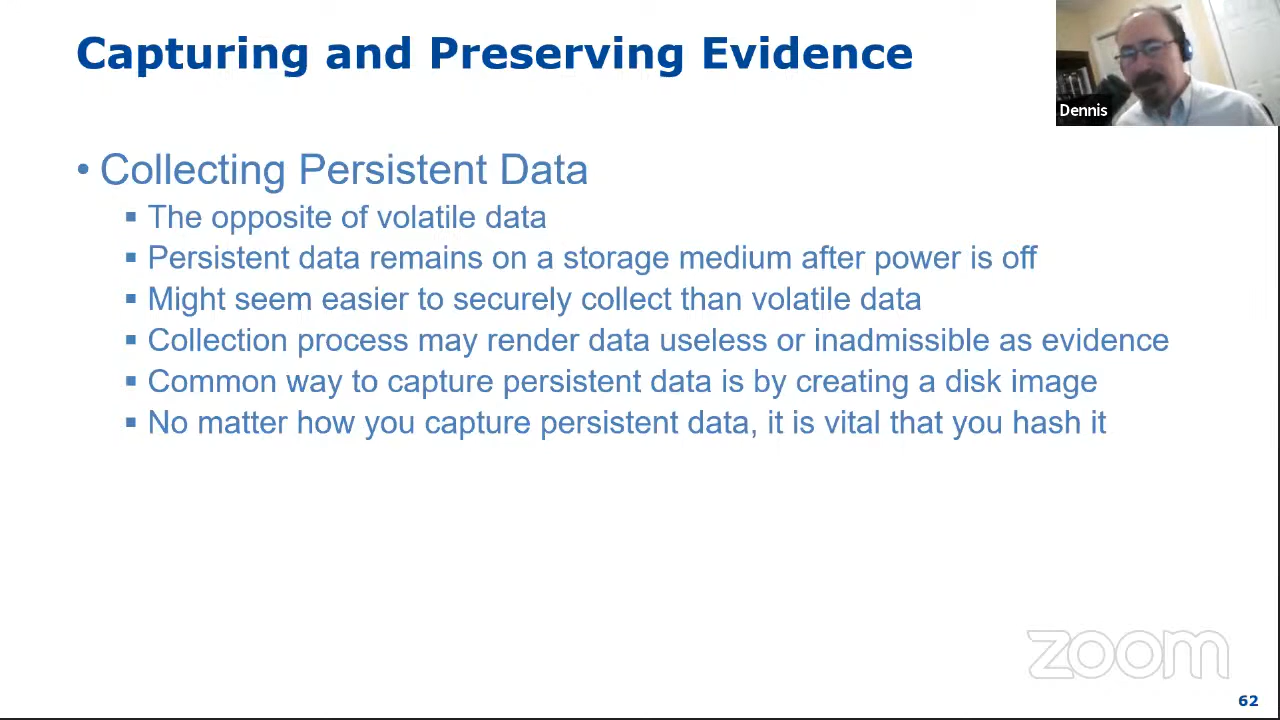 Capturing and Preserving Evidence
Dennis
• Collecting Persistent Data
▪ The opposite of volatile data
▪ Persistent data remains on a storage medium after power is off
▪ Might seem easier to securely collect than volatile data
▪ Collection process may render data useless or inadmissible as evidence
▪ Common way to capture persistent data is by creating a disk image
▪ No matter how you capture persistent data, it is vital that you hash it
zoom
62